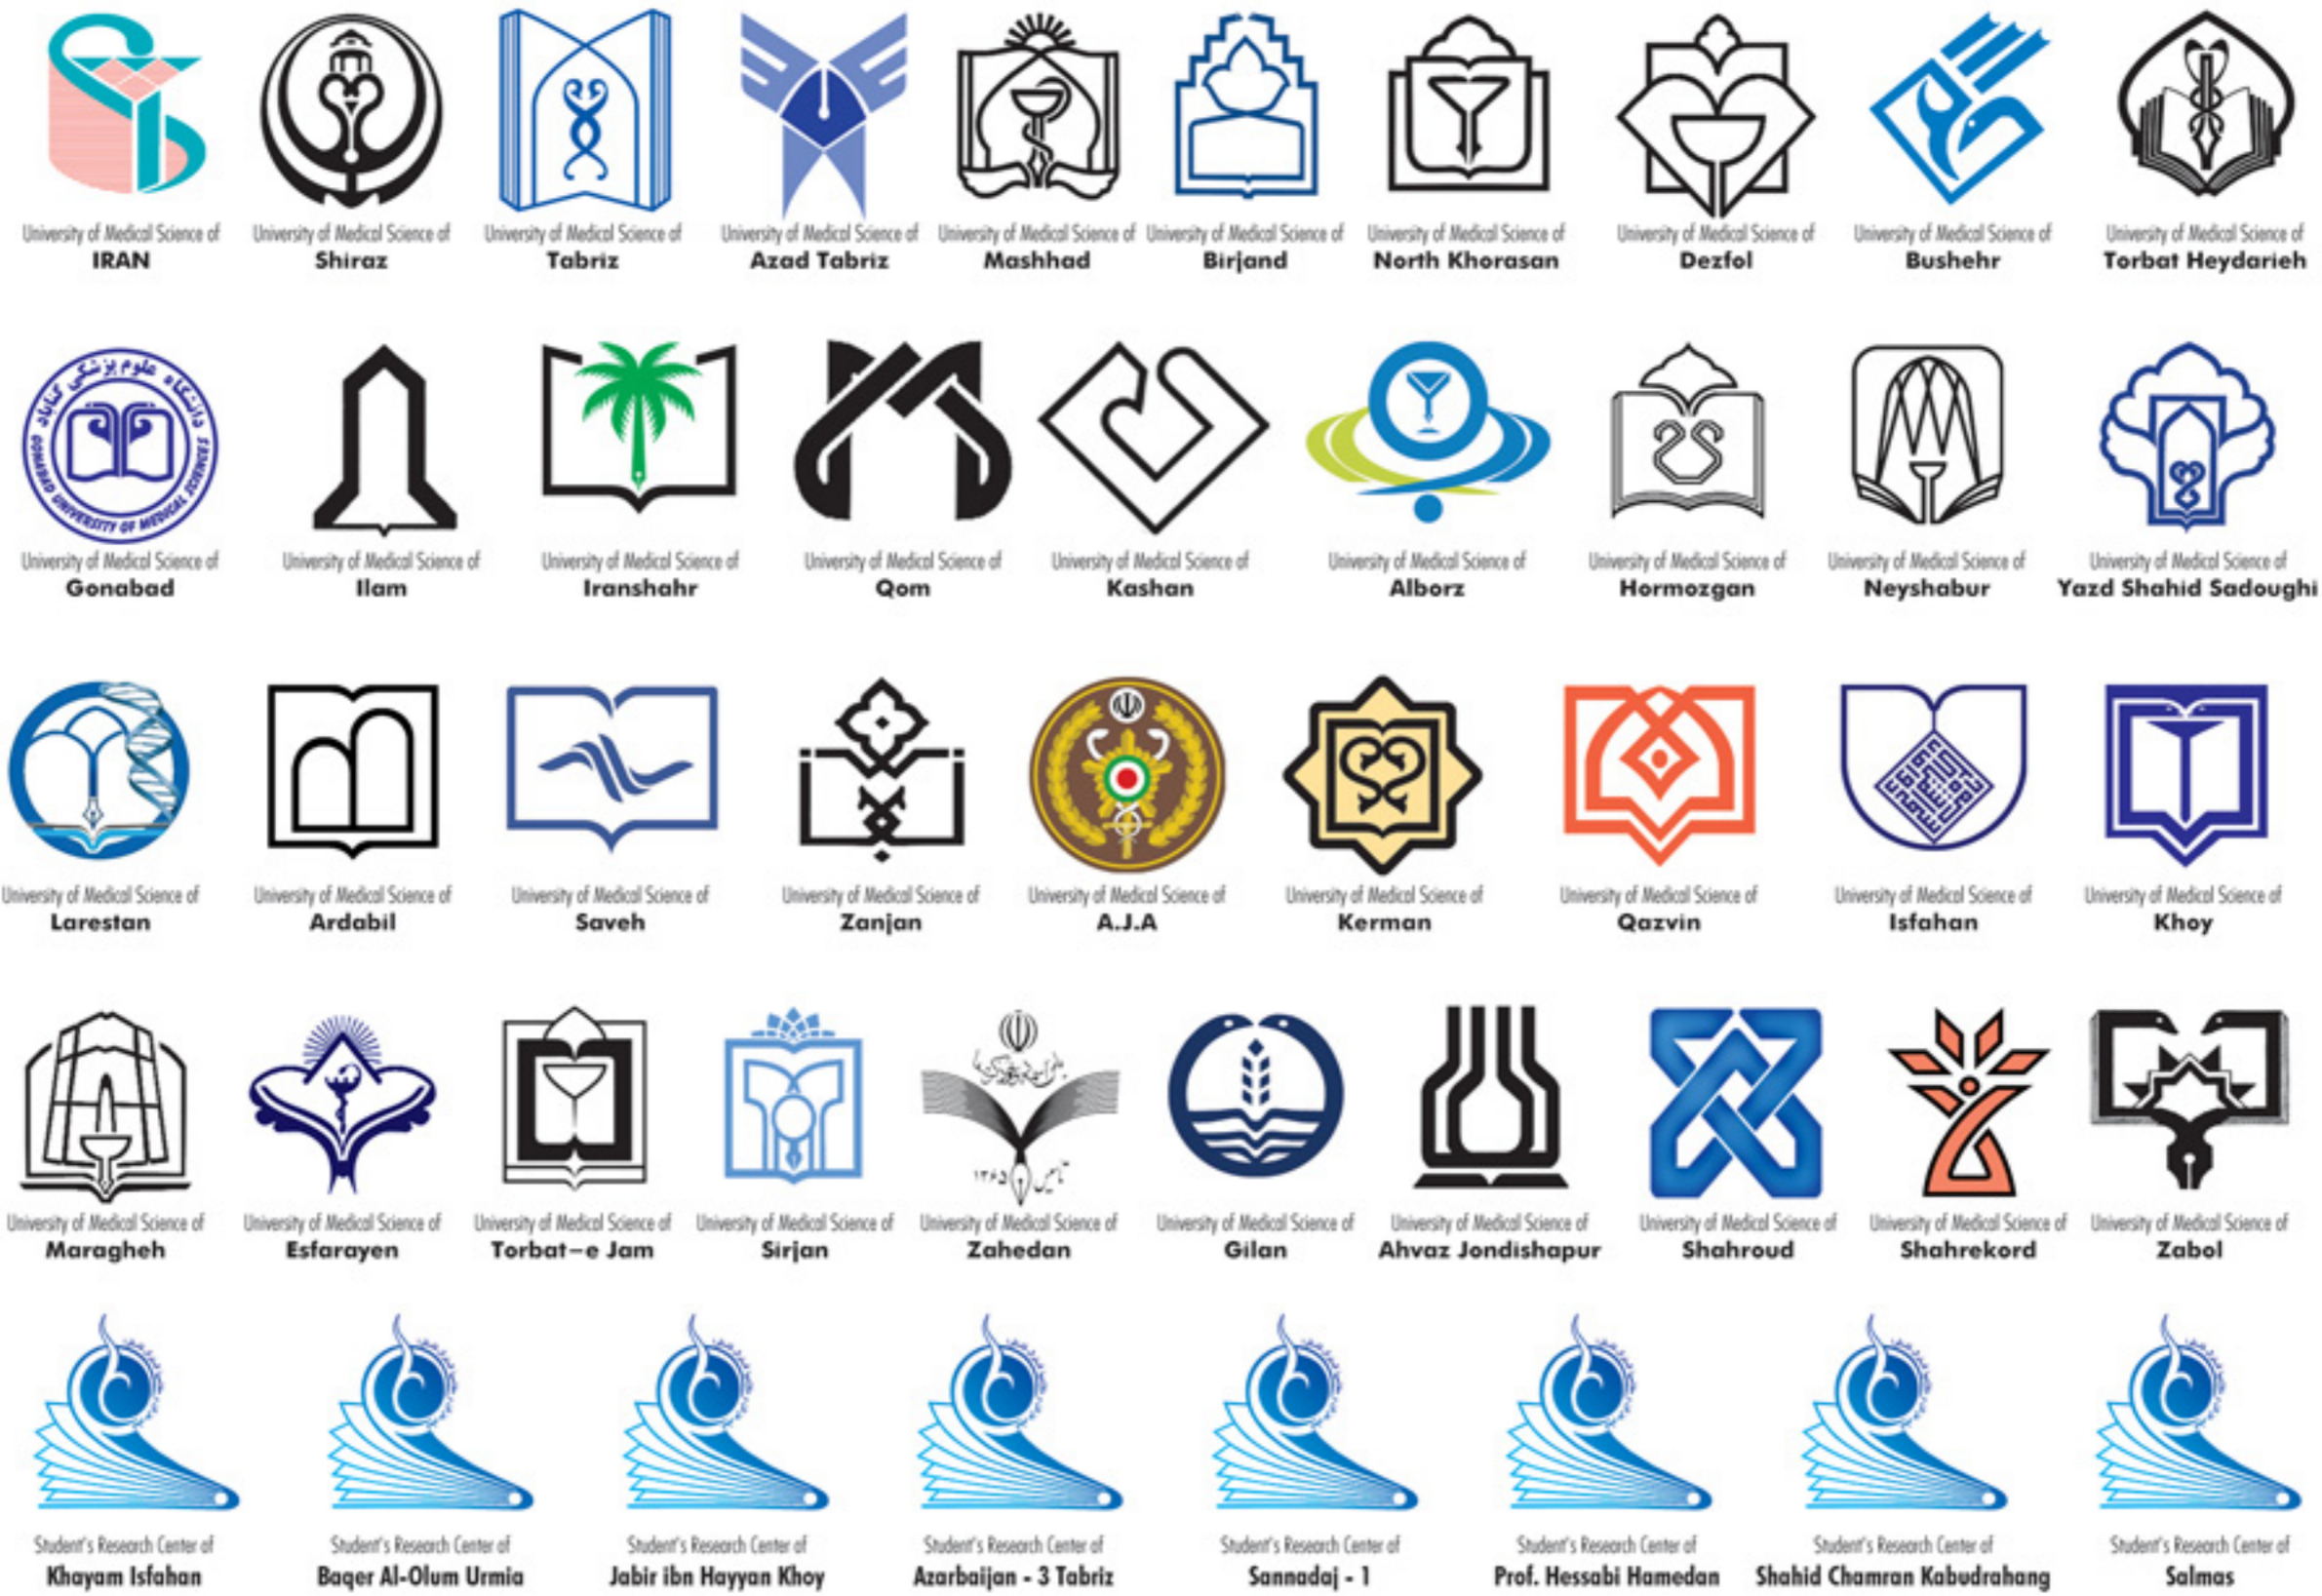 University of Medical Science of
IRAN
University of Medical Science of
Shiraz
University of Medical Science of
Tabriz
University of Medical Science of
Azad Tabriz
University of Medical Science of
Mashhad
University of Medical Science of
Birjand
University of Medical Science of
North Khorasan
University of Medical Science of
Dezfol
University of Medical Science of
Bushehr
University of Medical Science of
Torbat Heydarieh
دانشگاه علوم پزشکی گناباد
GONABAD UNIVERSITY OF MEDICAL SCIENCES
University of Medical Science of
Gonabad
University of Medical Science of
Ilam
University of Medical Science of
Iranshahr
University of Medical Science of
Qom
University of Medical Science of
Kashan
University of Medical Science of
Alborz
University of Medical Science of
Hormozgan
University of Medical Science of
Neyshabur
University of Medical Science of
Yazd Shahid Sadoughi
University of Medical Science of
Larestan
University of Medical Science of
Ardabil
University of Medical Science of
Saveh
University of Medical Science of
Zanjan
University of Medical Science of
A.J.A
University of Medical Science of
Kerman
University of Medical Science of
Qazvin
University of Medical Science of
Isfahan
University of Medical Science of
Khoy
University of Medical Science of
Maragheh
University of Medical Science of
Esfarayen
University of Medical Science of
Torbat-e Jam
University of Medical Science of
Sirjan
تاسیس ۱۳۶۵
University of Medical Science of
Zahedan
University of Medical Science of
Gilan
University of Medical Science of
Ahvaz Jondishapur
University of Medical Science of
Shahroud
University of Medical Science of
Shahrekord
University of Medical Science of
Zabol
Student's Research Center of
Khayam Isfahan
Student's Research Center of
Baqer Al-Olum Urmia
Student's Research Center of
Jabir ibn Hayyan Khoy
Student's Research Center of
Azarbaijan - 3 Tabriz
Student's Research Center of
Sannadaj - 1
Student's Research Center of
Prof. Hessabi Hamedan
Student's Research Center of
Shahid Chamran Kabudrahang
Student's Research Center of
Salmas